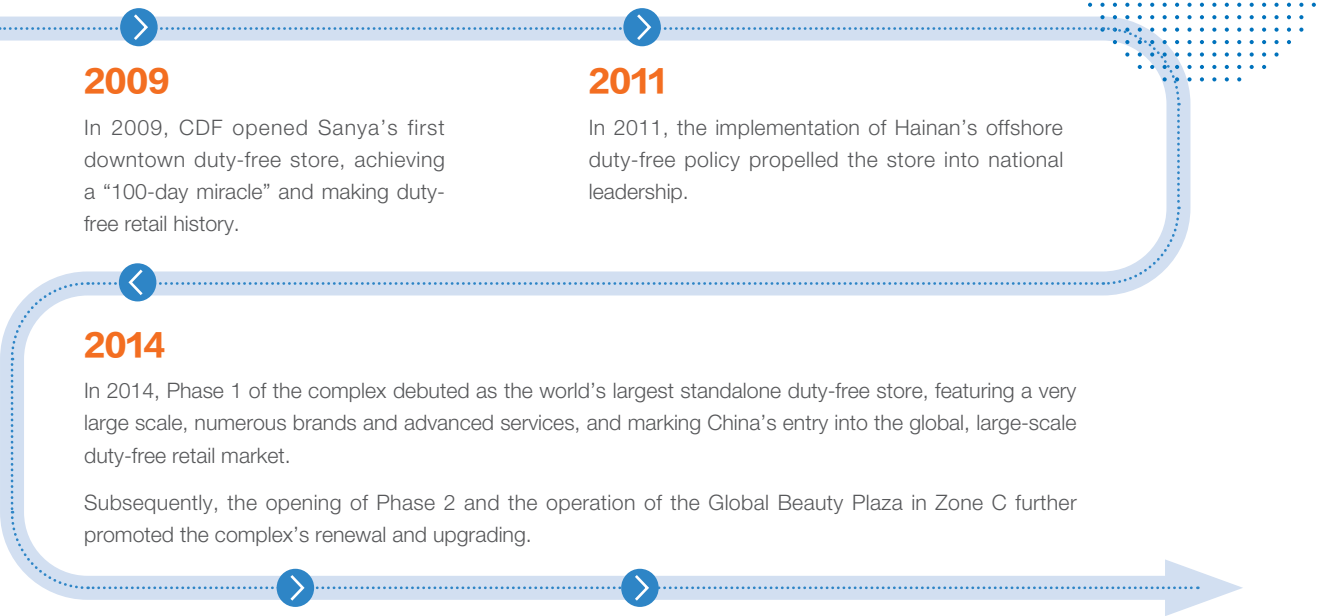 2009
In 2009, CDF opened Sanya’s first
downtown duty-free store, achieving
a “100-day miracle” and making duty-
free retail history.
2011
In 2011, the implementation of Hainan’s offshore
duty-free policy propelled the store into national
leadership.
2014
In 2014, Phase 1 of the complex debuted as the world’s largest standalone duty-free store, featuring a very
large scale, numerous brands and advanced services, and marking China’s entry into the global, large-scale
duty-free retail market.
Subsequently, the opening of Phase 2 and the operation of the Global Beauty Plaza in Zone C further
promoted the complex’s renewal and upgrading.